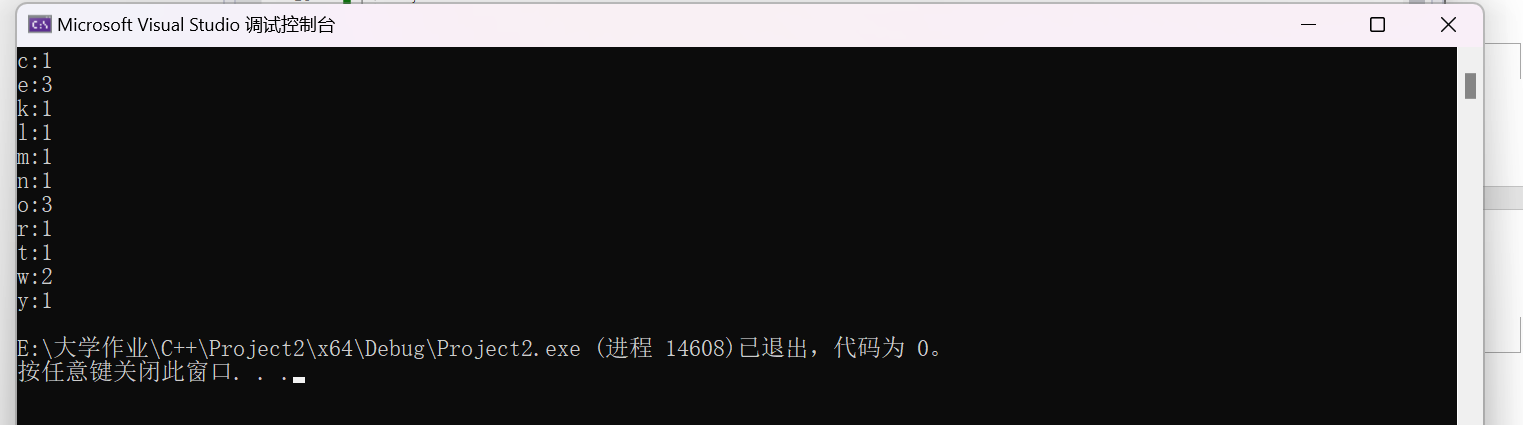 Microsoft Visual Studio 调试控制台
c:1
e:3
k:1
l:1
m:1
n:1
o:3
r:1
t:1
w:2
y:1
E:\大学作业\C++\Project2\x64\Debug\Project2.exe (进程 14608)已退出，代码为 0。
按任意键关闭此窗口. . .